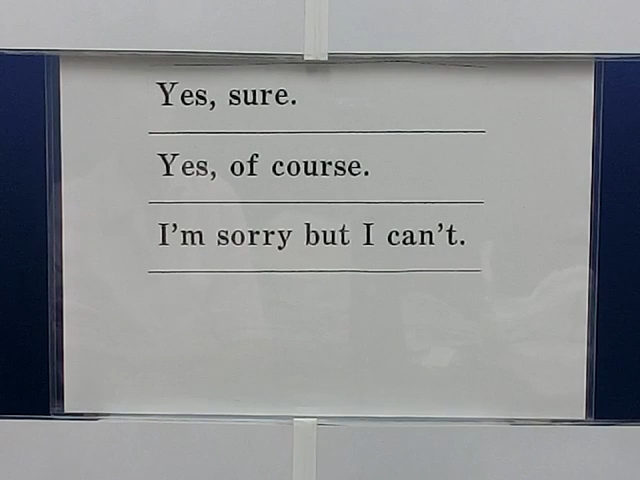 Yes, sure.
Yes, of course.
I'm sorry but I can't.